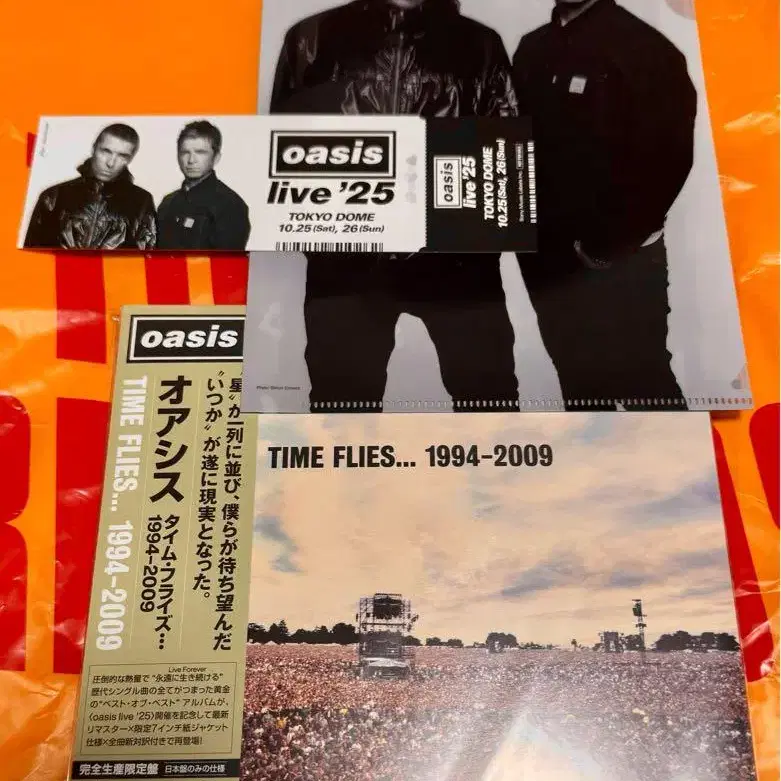 oasis
live '25
TOKYO DOME
10.25 (Sat), 26 (Sun)
oasis
live '25
TOKYO DOME
10.25 (Sat), 26 (Sun)
Sony Music Labels Inc.
oasis
"星"が一列に並び、僕らが待ち望んだ
"いつか"が遂に現実となった。
オアシス
タイム・フライズ…
1994-2009
TIME FLIES... 1994-2009
Live Forever
圧倒的な熱量で“永遠に生き続ける”
歴代シングル曲の全てがつまった黄金
の“ベスト・オブ・ベスト”アルバムが、
〈oasis live '25〉開催を記念して最新
リマスター×限定7インチ紙ジャケット
仕様×全曲新対訳付きで再登場!
完全生産限定盤 日本盤のみの仕様
TIME FLIES... 1994-2009